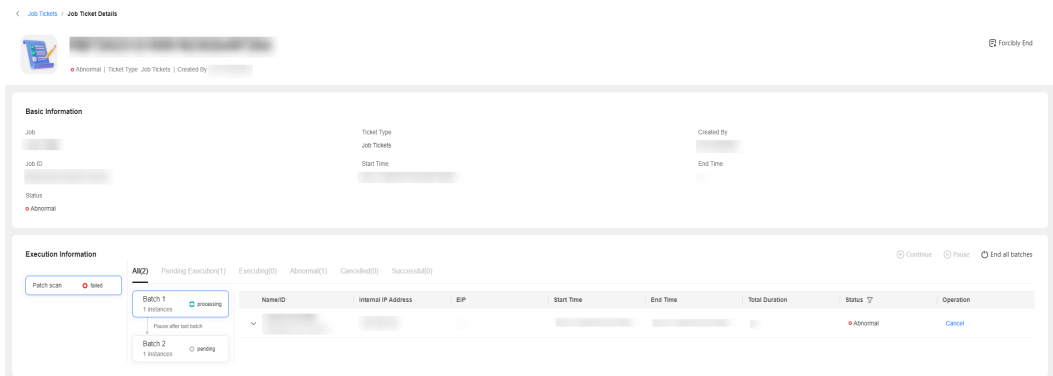 Job Tickets / Job Ticket Details
Forcibly End
Abnormal | Ticket Type Job Tickets | Created By
Basic Information
Job
Ticket Type
Created By
Job Tickets
Job ID
Start Time
End Time
Status
Abnormal
Execution Information
Continue
Pause
End all batches
Patch scan
failed
All(2)
Pending Execution(1)
Executing(0)
Abnormal(1)
Cancelled(0)
Successful(0)
Batch 1
1 instances
processing
Pause after last batch
Batch 2
1 instances
pending
Name/ID
Internal IP Address
EIP
Start Time
End Time
Total Duration
Status
Operation
Abnormal
Cancel